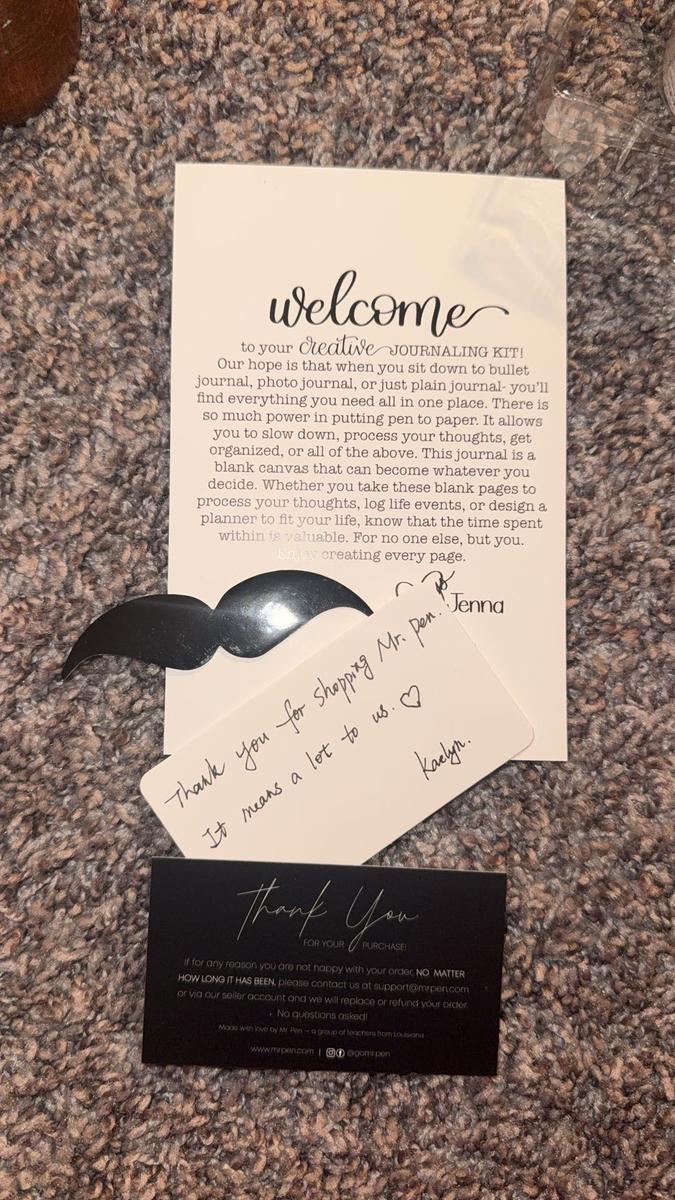 welcome
to your creative JOURNALING KIT!
Our hope is that when you sit down to bullet
journal, photo journal, or just plain journal- you'll
find everything you need all in one place. There is
so much power in putting pen to paper. It allows
you to slow down, process your thoughts, get
organized, or all of the above. This journal is a
blank canvas that can become whatever you
decide. Whether you take these blank pages to
process your thoughts, log life events, or design a
planner to fit your life, know that the time spent
within is valuable. For no one else, but you.
Enjoy creating every page.
Jenna
Thank you for shopping Mr. pen.
It means a lot to us. ♡
Kaelyn.
Thank You
FOR YOUR PURCHASE!
If for any reason you are not happy with your order, NO MATTER
HOW LONG IT HAS BEEN, please contact us at support@mrpen.com
or via our seller account and we will replace or refund your order.
No questions asked!
Made with love by Mr. Pen – a group of teachers from Louisiana
www.mrpen.com | @gomrpen